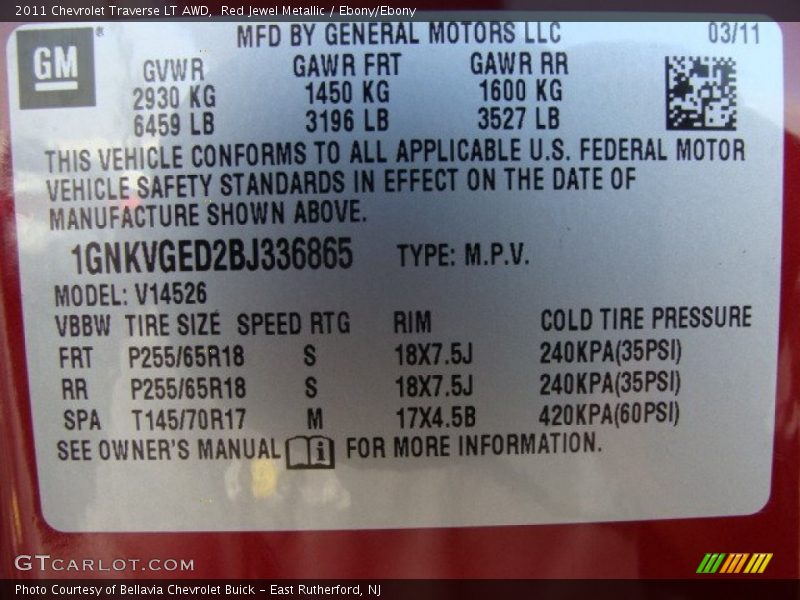 2011 Chevrolet Traverse LT AWD, Red Jewel Metallic / Ebony/Ebony
GM ®
MFD BY GENERAL MOTORS LLC 03/11
GVWR GAWR FRT GAWR RR
2930 KG 1450 KG 1600 KG
6459 LB 3196 LB 3527 LB
THIS VEHICLE CONFORMS TO ALL APPLICABLE U.S. FEDERAL MOTOR
VEHICLE SAFETY STANDARDS IN EFFECT ON THE DATE OF
MANUFACTURE SHOWN ABOVE.
1GNKVGED2BJ336865 TYPE: M.P.V.
MODEL: V14526
VBBW TIRE SIZE SPEED RTG RIM COLD TIRE PRESSURE
FRT P255/65R18 S 18X7.5J 240KPA(35PSI)
RR P255/65R18 S 18X7.5J 240KPA(35PSI)
SPA T145/70R17 M 17X4.5B 420KPA(60PSI)
SEE OWNER'S MANUAL i FOR MORE INFORMATION.
GTCARLOT.COM
Photo Courtesy of Bellavia Chevrolet Buick - East Rutherford, NJ